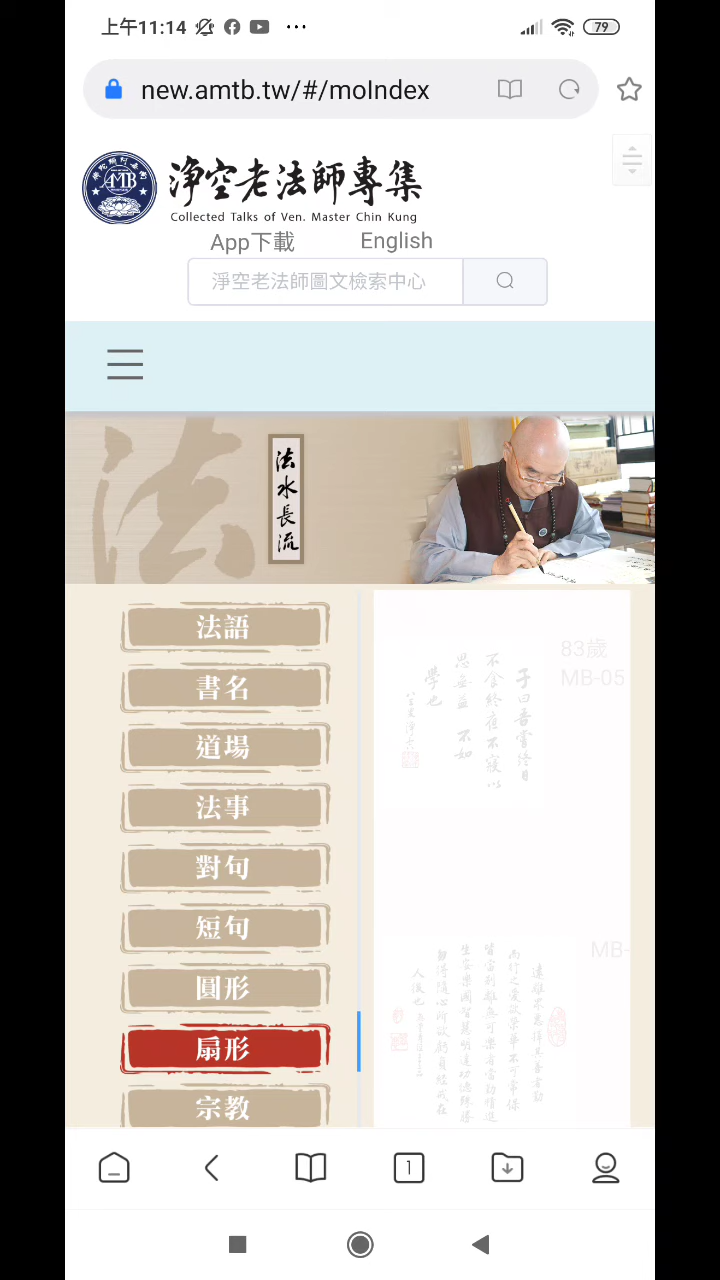 上午11:14
79
new.amtb.tw/#/moIndex
AMTB
淨空老法師專集
Collected Talks of Ven. Master Chin Kung
App下載
English
淨空老法師圖文檢索中心
法
法水長流
法語
書名
道場
法事
對句
短句
圓形
扇形
宗教
83歲
MB-05
子曰吾嘗終日
不食終夜不寢以
思無益 不如
學也
MB-
1